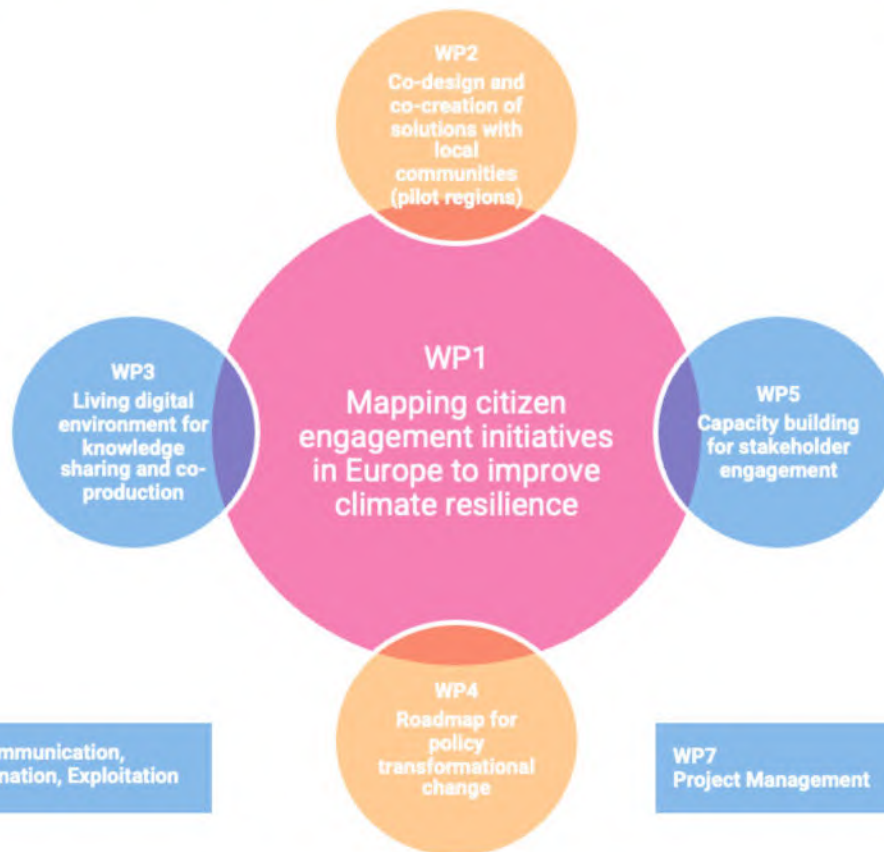 WP2
Co-design and
co-creation of
solutions with
local
communities
(pilot regions)
WP1
Mapping citizen
engagement initiatives
in Europe to improve
climate resilience
WP3
Living digital
environment for
knowledge
sharing and co-
production
WP5
Capacity building
for stakeholder
engagement
WP4
Roadmap for
policy
transformational
change
Exploitation
WP7
Project Management